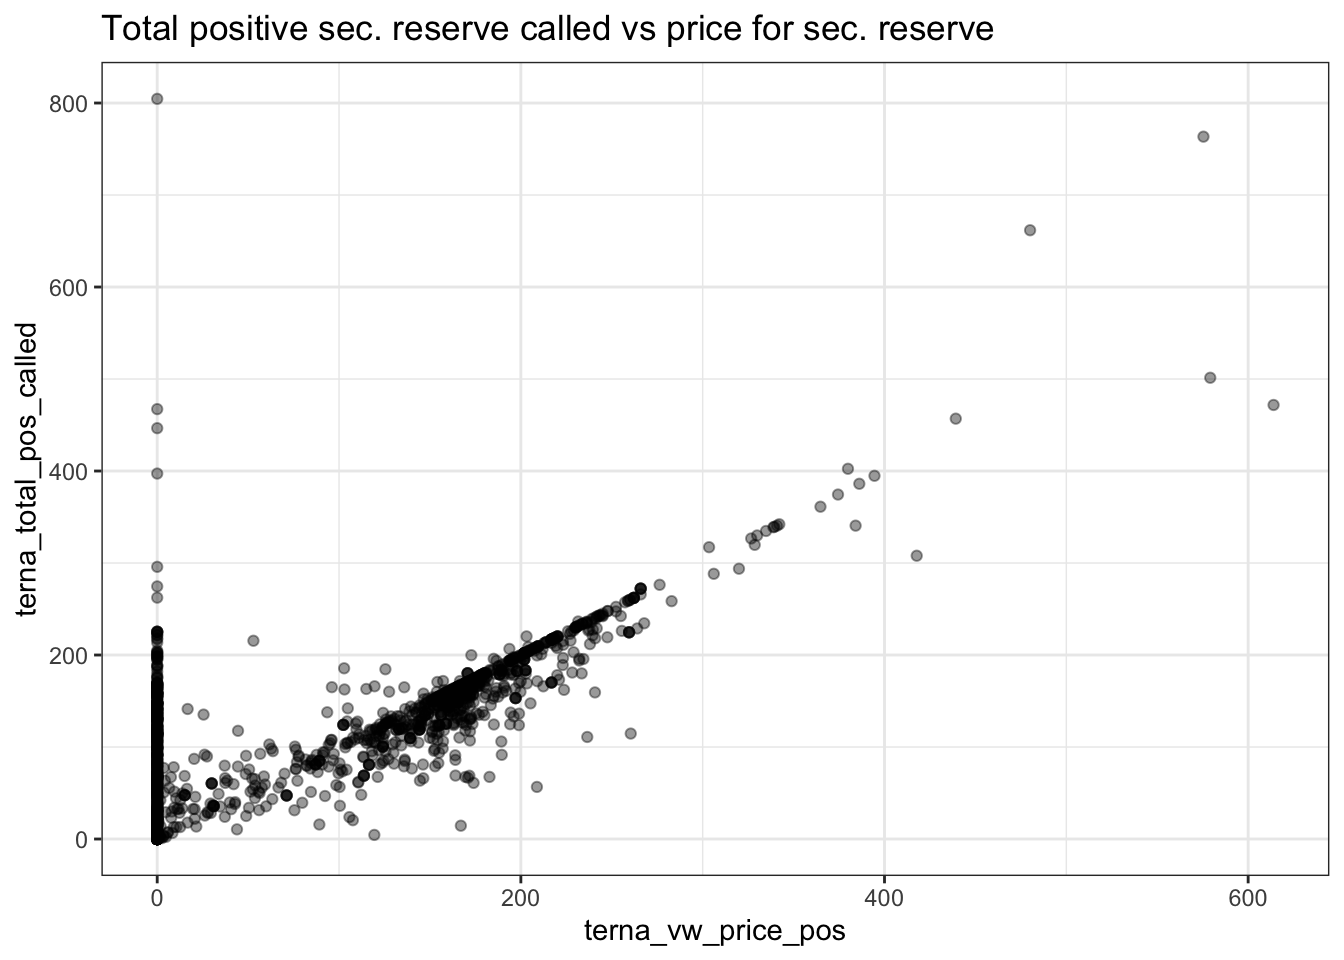 Total positive sec. reserve called vs price for sec. reserve
terna_total_pos_called
800
600
400
200
0
0 200 400 600
terna_vw_price_pos